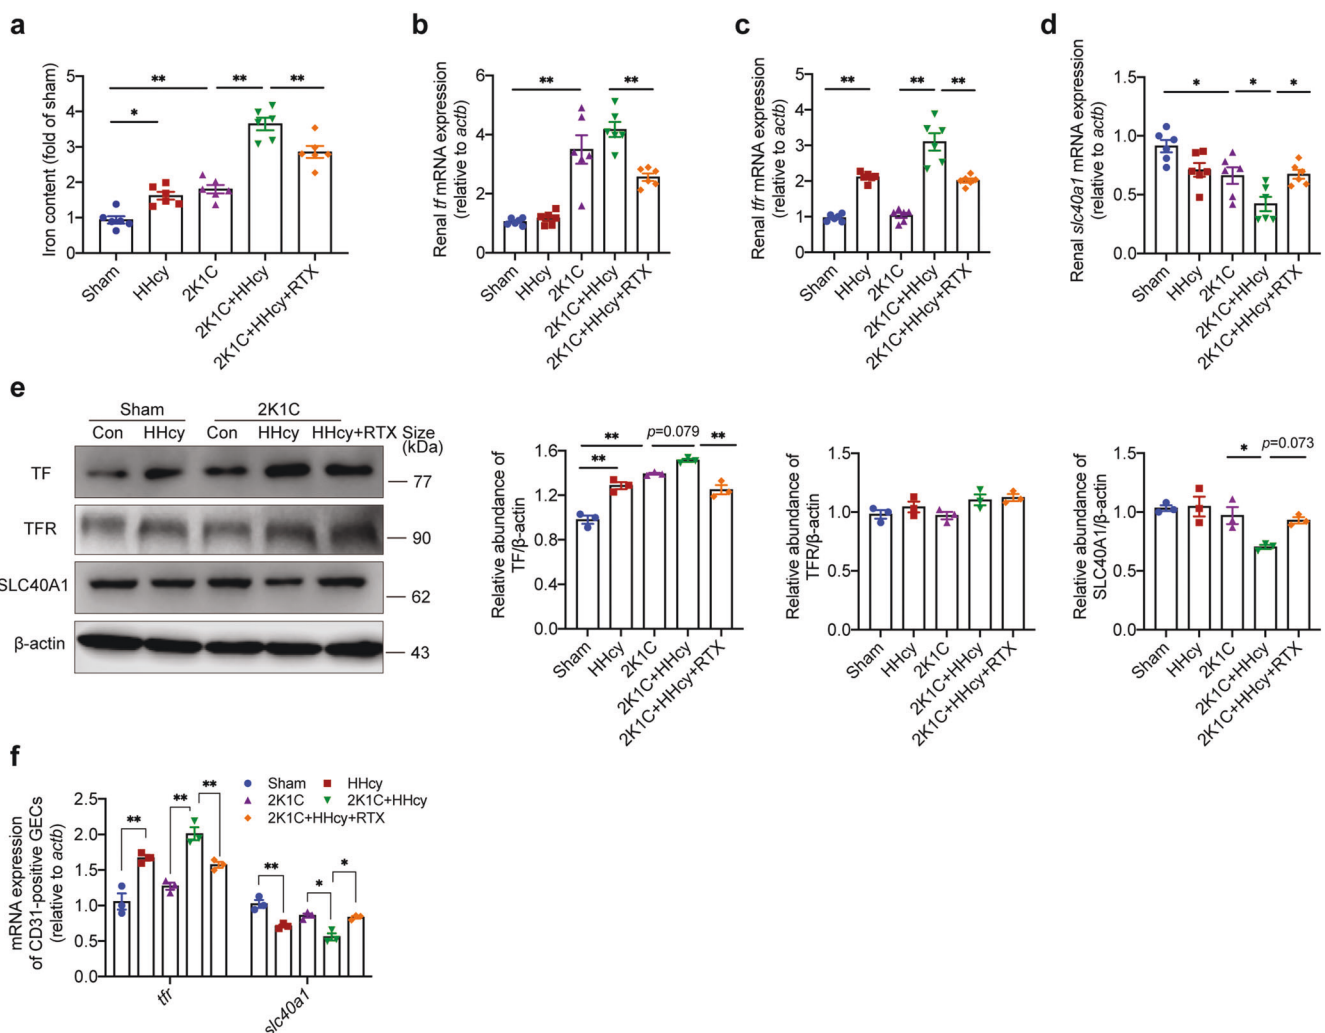 a
Iron content (fold of sham)
5
4
3
2
1
0
**
**
**
*
Sham
HHcy
2K1C
2K1C+HHcy
2K1C+HHcy+RTX
b
Renal tf mRNA expression
(relative to actb)
6
4
2
0
**
**
Sham
HHcy
2K1C
2K1C+HHcy
2K1C+HHcy+RTX
c
Renal tfr mRNA expression
(relative to actb)
5
4
3
2
1
0
**
**
**
Sham
HHcy
2K1C
2K1C+HHcy
2K1C+HHcy+RTX
d
Renal slc40a1 mRNA expression
(relative to actb)
1.5
1.0
0.5
0.0
*
*
*
Sham
HHcy
2K1C
2K1C+HHcy
2K1C+HHcy+RTX
e
Sham
2K1C
Con HHcy Con HHcy HHcy+RTX Size
(kDa)
TF
77
TFR
90
SLC40A1
62
β-actin
43
Relative abundance of
TF/β-actin
1.6
1.2
0.8
0.4
0.0
**
**
p=0.079
**
Sham
HHcy
2K1C
2K1C+HHcy
2K1C+HHcy+RTX
Relative abundance of
TFR/β-actin
1.5
1.0
0.5
0.0
Sham
HHcy
2K1C
2K1C+HHcy
2K1C+HHcy+RTX
Relative abundance of
SLC40A1/β-actin
1.5
1.0
0.5
0.0
*
p=0.073
Sham
HHcy
2K1C
2K1C+HHcy
2K1C+HHcy+RTX
f
Sham HHcy
2K1C 2K1C+HHcy
2K1C+HHcy+RTX
mRNA expression
of CD31-positive GECs
(relative to actb)
2.5
2.0
1.5
1.0
0.5
0.0
**
**
**
**
*
*
tfr
slc40a1